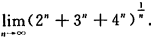 lim_{n→∞}(2^n + 3^n + 4^n)^{1/n}.